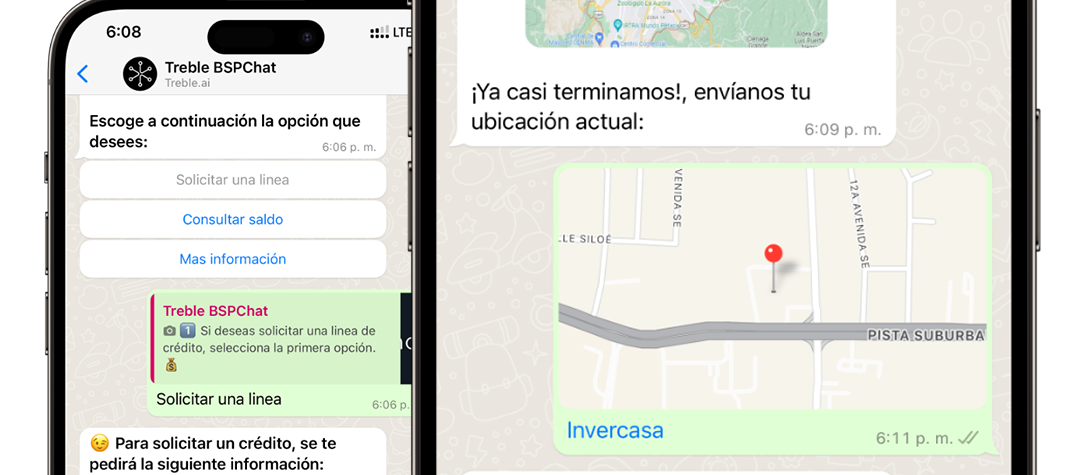 6:08
LTE
Treble BSPChat
Treble.ai
Escoge a continuación la opción que
desees:
6:06 p. m.
Solicitar una linea
Consultar saldo
Mas información
Treble BSPChat
1 Si deseas solicitar una linea de
crédito, selecciona la primera opción.
Solicitar una linea
6:06 p.
😉 Para solicitar un crédito, se te
pedirá la siguiente información:
Zoológico La Aurora
ZONA 14
¡Ya casi terminamos!, envíanos tu
ubicación actual:
6:09 p. m.
VENIDA SE
12A AVENIDA SE
LLE SILOÉ
PISTA SUBURBA
Invercasa
6:11 p. m.